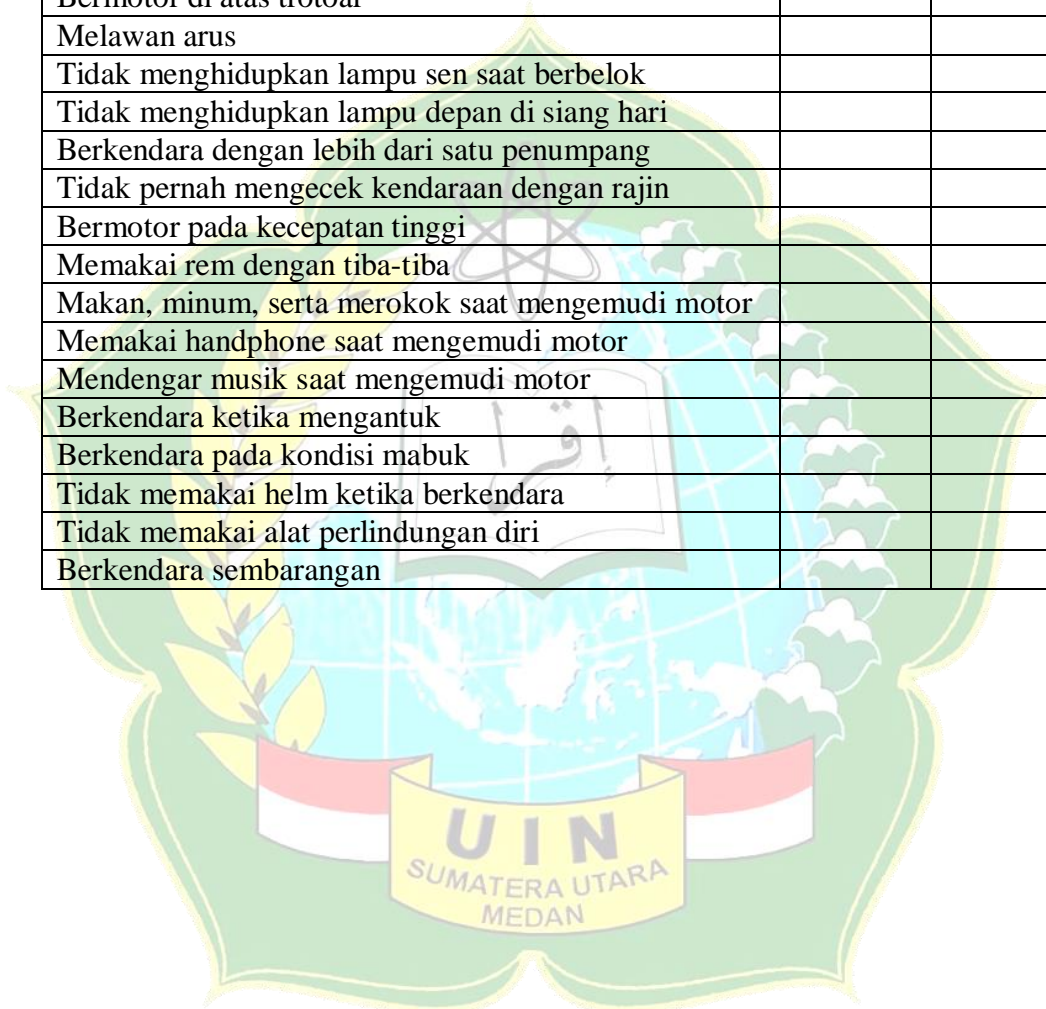 Bermotor di atas trotoar
Melawan arus
Tidak menghidupkan lampu sen saat berbelok
Tidak menghidupkan lampu depan di siang hari
Berkendara dengan lebih dari satu penumpang
Tidak pernah mengecek kendaraan dengan rajin
Bermotor pada kecepatan tinggi
Memakai rem dengan tiba-tiba
Makan, minum, serta merokok saat mengemudi motor
Memakai handphone saat mengemudi motor
Mendengar musik saat mengemudi motor
Berkendara ketika mengantuk
Berkendara pada kondisi mabuk
Tidak memakai helm ketika berkendara
Tidak memakai alat perlindungan diri
Berkendara sembarangan
إقرأ
UIN
SUMATERA UTARA
MEDAN